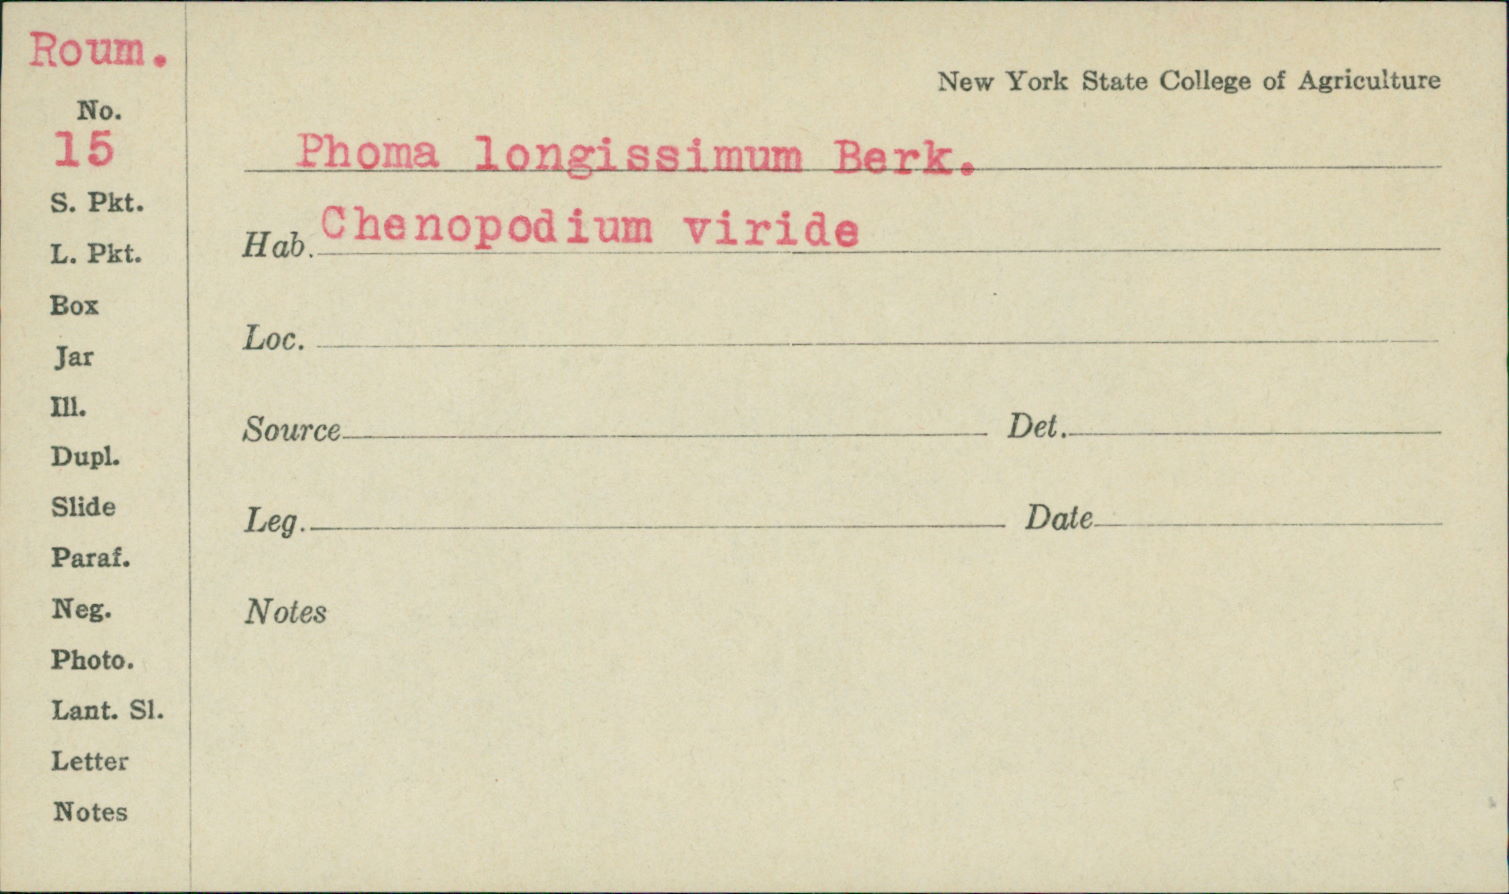 Roum.
No.
15
S. Pkt.
L. Pkt.
Box
Jar
Ill.
Dupl.
Slide
Paraf.
Neg.
Photo.
Lant. Sl.
Letter
Notes
New York State College of Agriculture
Phoma longissimum Berk.
Hab. Chenopodium viride
Loc.
Source Det.
Leg. Date
Notes